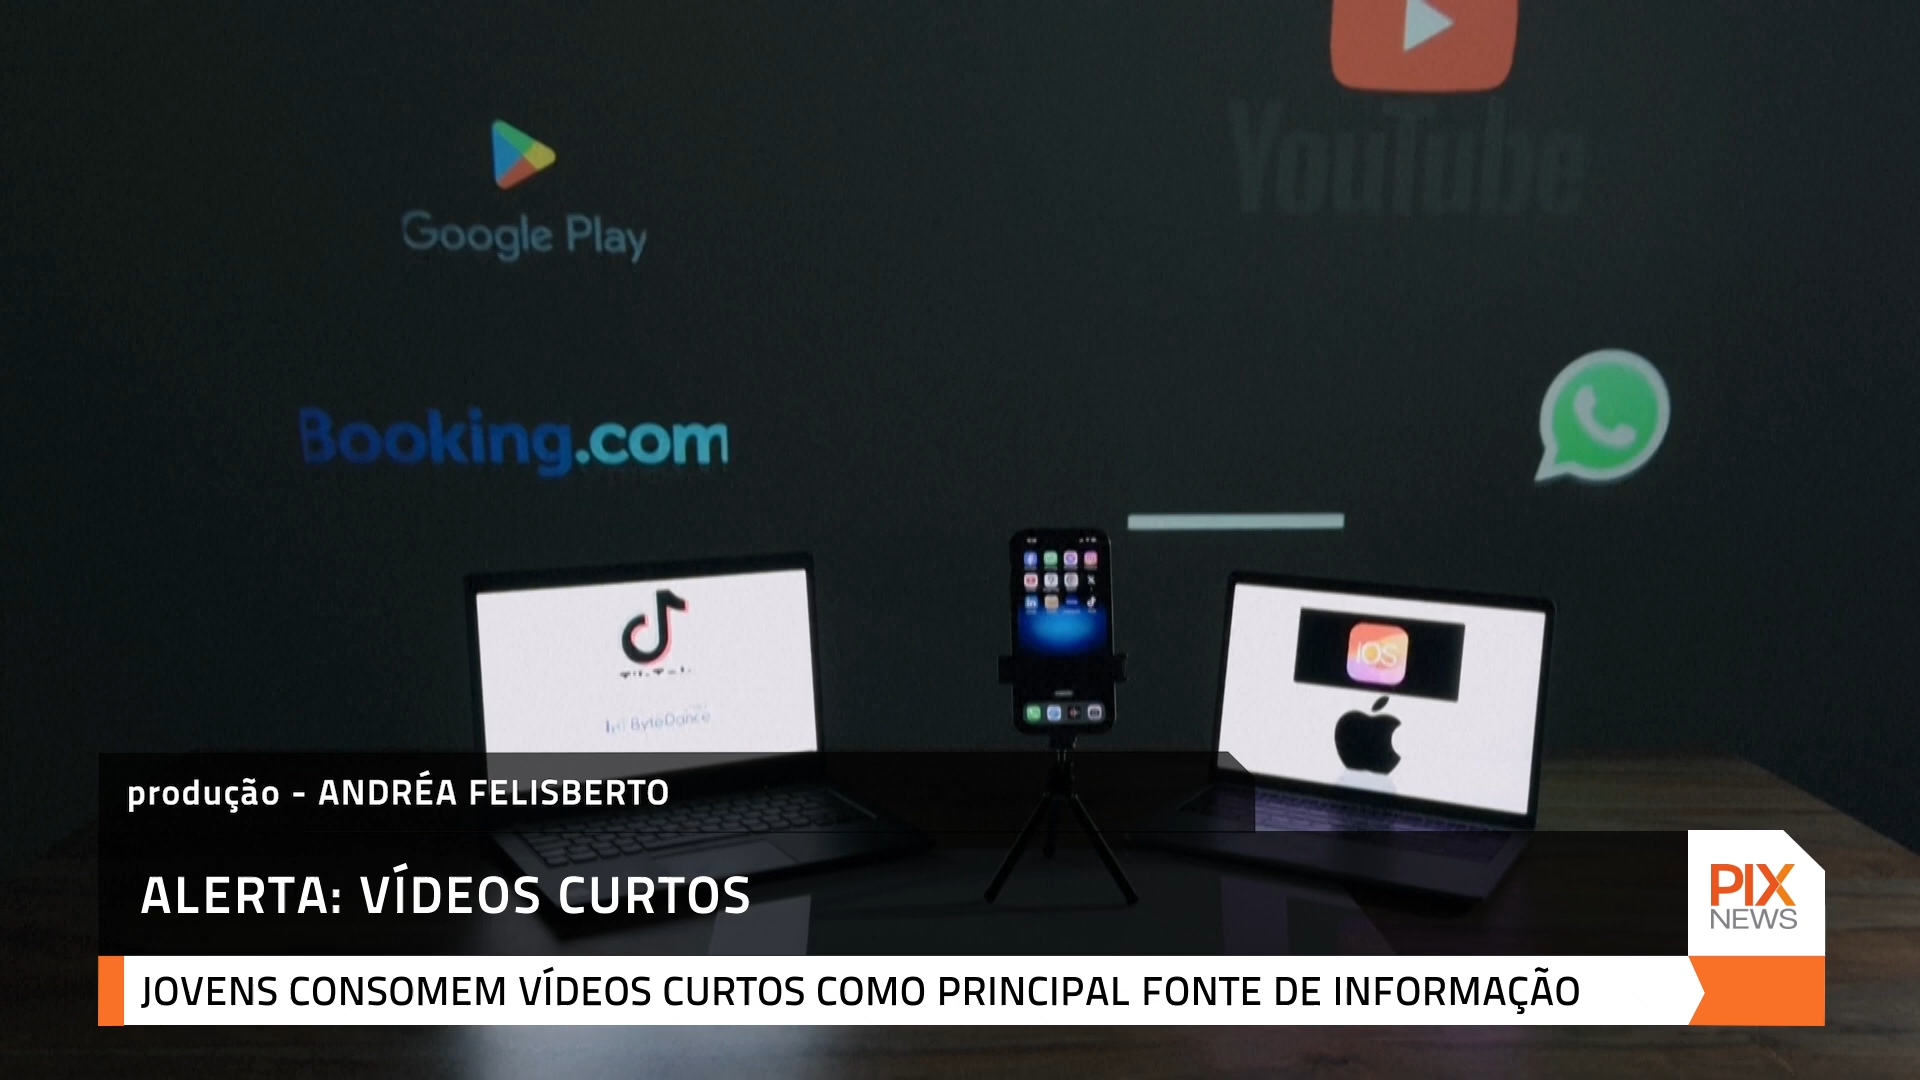 YouTube
Google Play
Booking.com
iOS
ByteDance
produção - ANDRÉA FELISBERTO
ALERTA: VÍDEOS CURTOS
PIX
NEWS
JOVENS CONSOMEM VÍDEOS CURTOS COMO PRINCIPAL FONTE DE INFORMAÇÃO